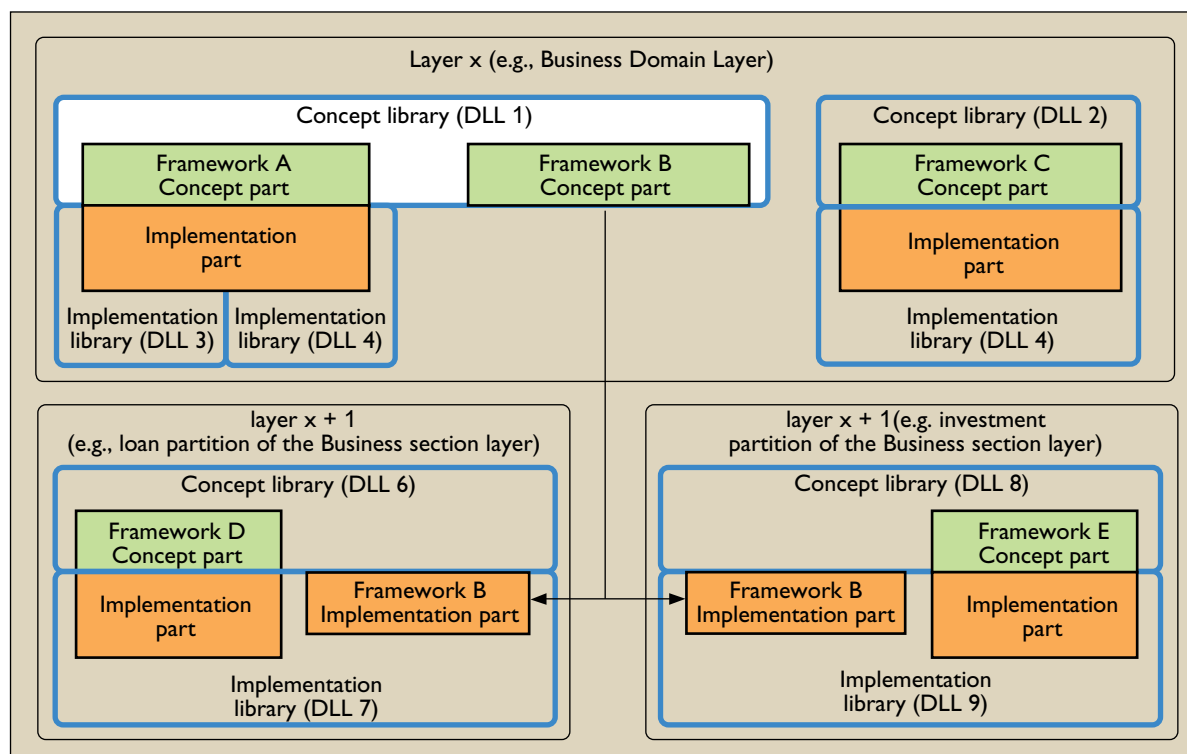 Layer x (e.g., Business Domain Layer)
Concept library (DLL 1)
Framework A
Concept part
Framework B
Concept part
Implementation
part
Implementation
library (DLL 3)
Implementation
library (DLL 4)
Concept library (DLL 2)
Framework C
Concept part
Implementation
part
Implementation
library (DLL 4)
layer x + 1
(e.g., loan partition of the Business section layer)
Concept library (DLL 6)
Framework D
Concept part
Implementation
part
Framework B
Implementation part
Implementation
library (DLL 7)
layer x + 1(e.g. investment
partition of the Business section layer)
Concept library (DLL 8)
Framework E
Concept part
Framework B
Implementation part
Implementation
part
Implementation
library (DLL 9)